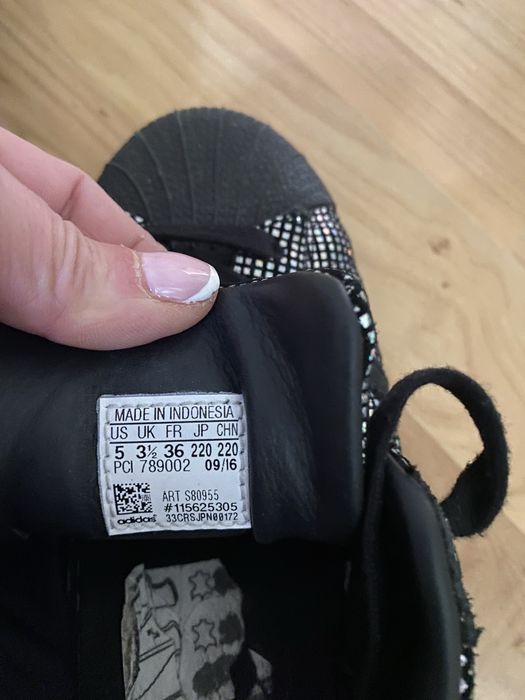 MADE IN INDONESIA
US UK FR JP CHN
5 3½ 36 220 220
PCI 789002 09/16
ART S80955
#115625305
adidas 33CRSJPN00172